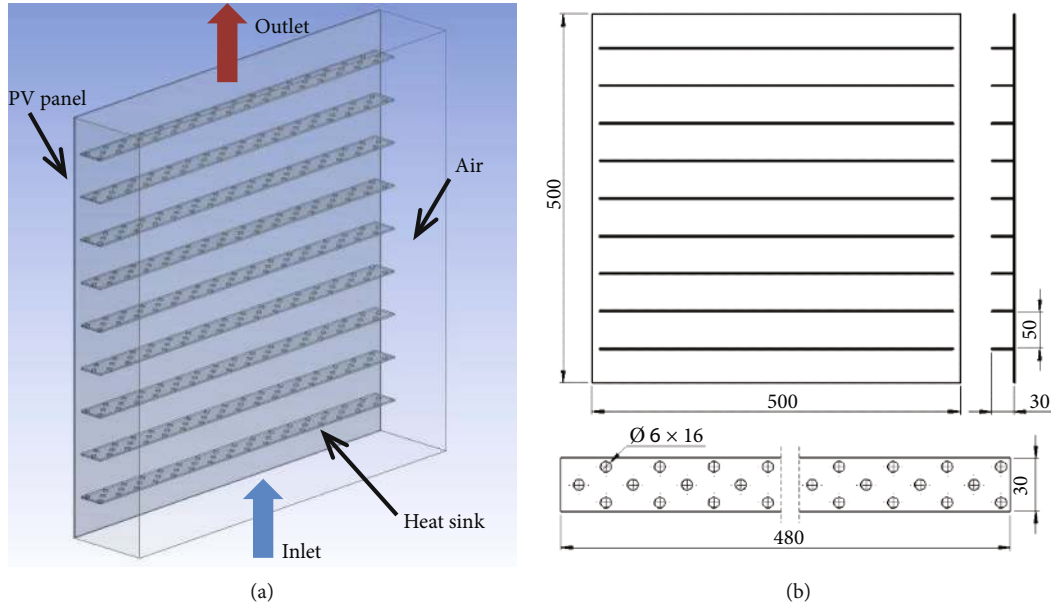 Outlet
PV panel
Air
Heat sink
Inlet
(a)
500
500
50
30
Ø 6 × 16
30
480
(b)